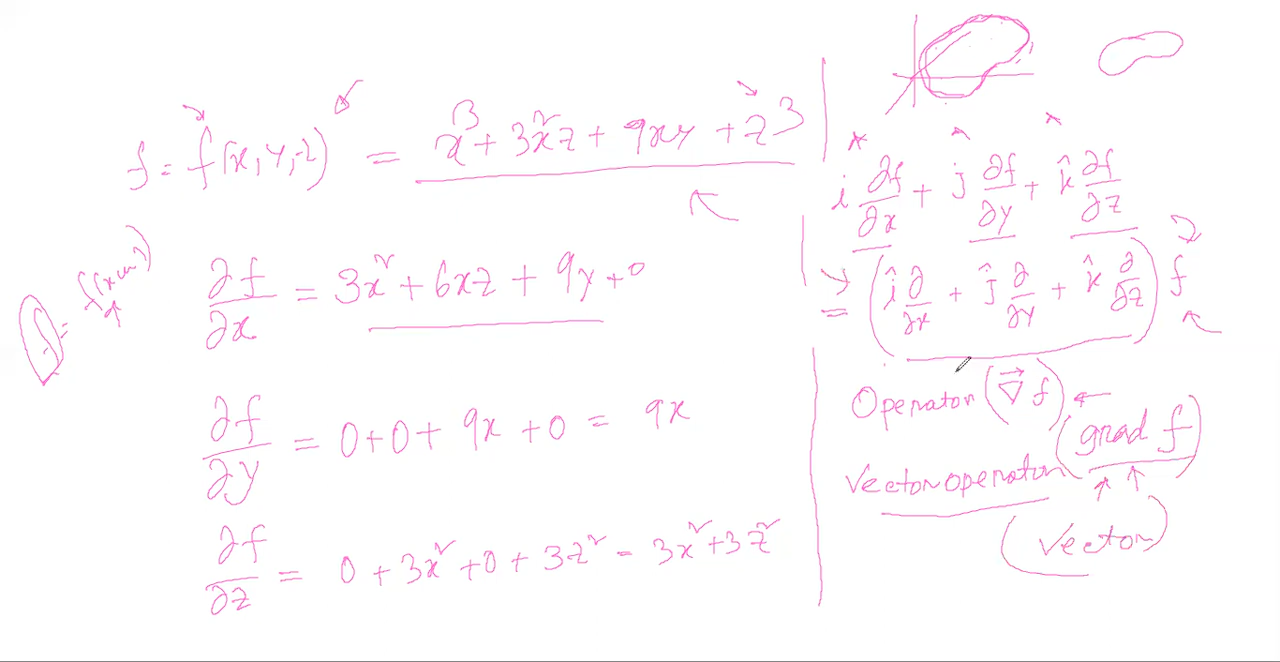 f = f(x, y, z) = x³ + 3x²z + 9xy + z³
∂f/∂x = 3x² + 6xz + 9y + 0
∂f/∂y = 0 + 0 + 9x + 0 = 9x
∂f/∂z = 0 + 3x² + 0 + 3z² = 3x² + 3z²
i ∂f/∂x + j ∂f/∂y + k̂ ∂f/∂z
= (î ∂/∂x + ĵ ∂/∂y + k̂ ∂/∂z) f
Operator (∇⃗ f)
(grad f)
Vector operator
(Vector)